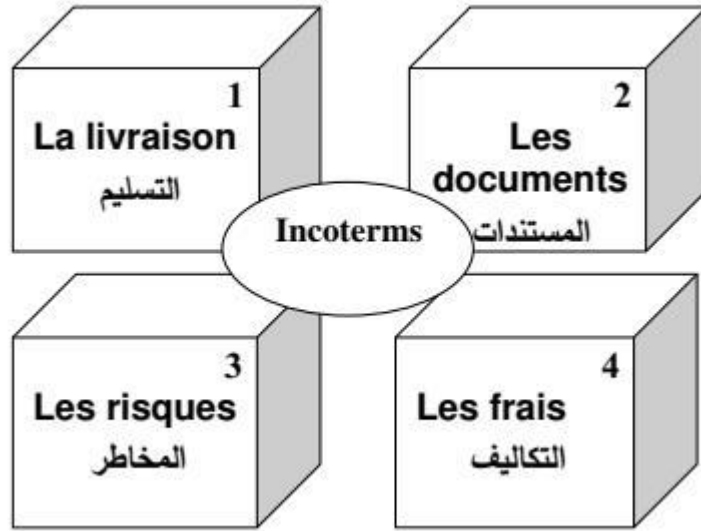 1
La livraison
التسليم
2
Les
documents
المستندات
Incoterms
3
Les risques
المخاطر
4
Les frais
التكاليف